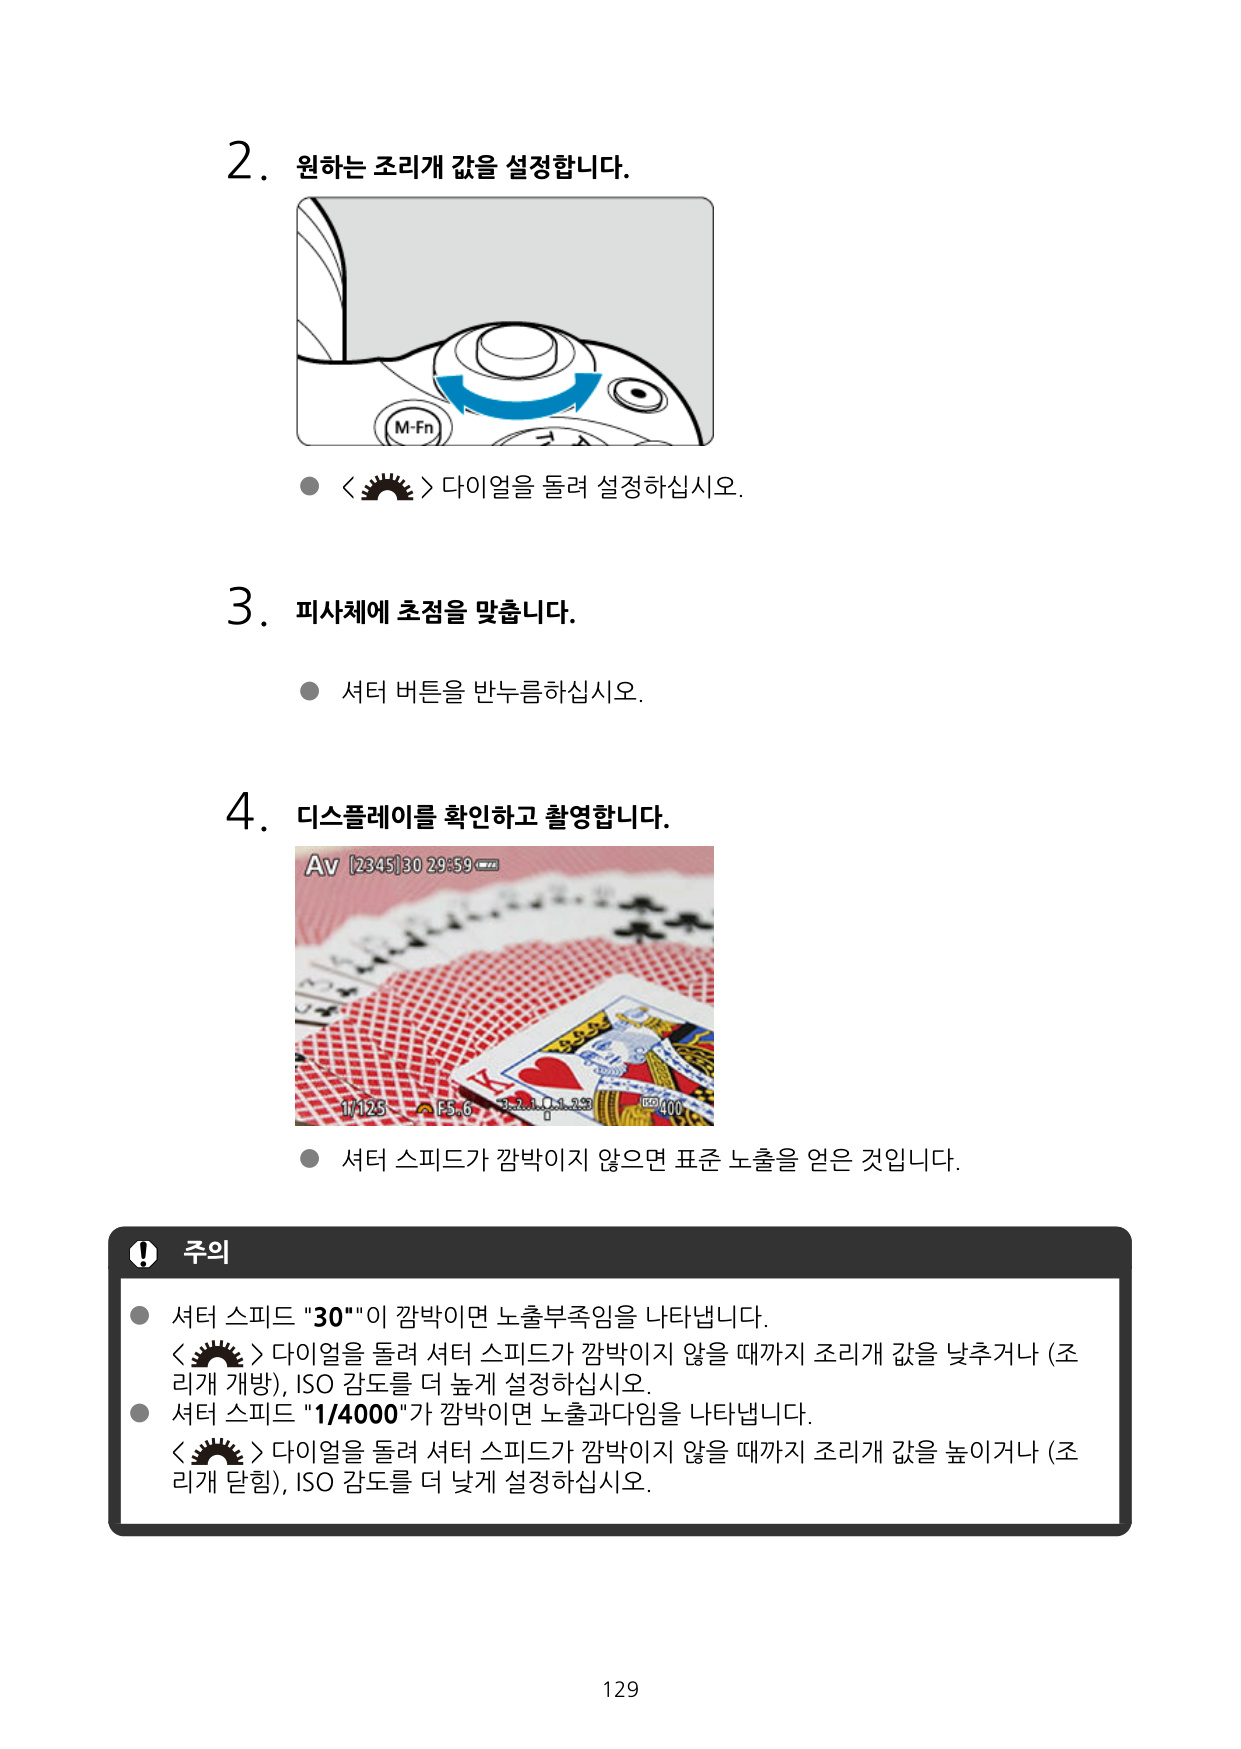 2. 원하는 조리개 값을 설정합니다.
M-Fn
● < > 다이얼을 돌려 설정하십시오.
3. 피사체에 초점을 맞춥니다.
● 셔터 버튼을 반누름하십시오.
4. 디스플레이를 확인하고 촬영합니다.
Av [2345]30 29:59
K
1/125 F5.6 3..2..1..0..1..2..3 ISO 400
● 셔터 스피드가 깜박이지 않으면 표준 노출을 얻은 것입니다.
주의
● 셔터 스피드 "30""이 깜박이면 노출부족임을 나타냅니다.
< > 다이얼을 돌려 셔터 스피드가 깜박이지 않을 때까지 조리개 값을 낮추거나 (조
리개 개방), ISO 감도를 더 높게 설정하십시오.
● 셔터 스피드 "1/4000"가 깜박이면 노출과다임을 나타냅니다.
< > 다이얼을 돌려 셔터 스피드가 깜박이지 않을 때까지 조리개 값을 높이거나 (조
리개 닫힘), ISO 감도를 더 낮게 설정하십시오.
129